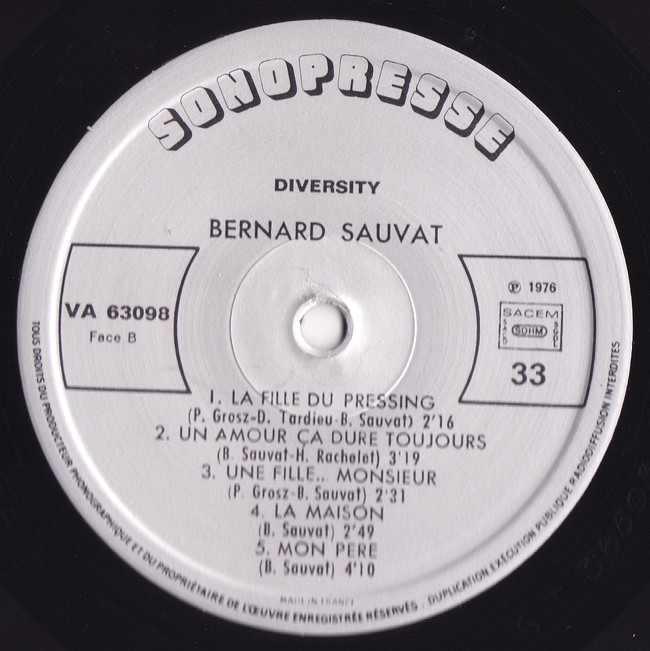 SONOPRESSE
DIVERSITY
BERNARD SAUVAT
VA 63098
Face B
℗ 1976
SACEM
SACD
SDRM
SGDL
33
1. LA FILLE DU PRESSING
(P. Grosz-D. Tardieu-B. Sauvat) 2'16
2. UN AMOUR ÇA DURE TOUJOURS
(B. Sauvat-H. Rachelet) 3'19
3. UNE FILLE... MONSIEUR
(P. Grosz-B. Sauvat) 2'31
4. LA MAISON
(B. Sauvat) 2'49
5. MON PERE
(B. Sauvat) 4'10
MADE IN FRANCE
TOUS DROITS DU PRODUCTEUR PHONOGRAPHIQUE ET DU PROPRIÉTAIRE DE L'ŒUVRE ENREGISTRÉE RÉSERVÉS. DUPLICATION EXÉCUTION PUBLIQUE RADIODIFFUSION INTERDITES